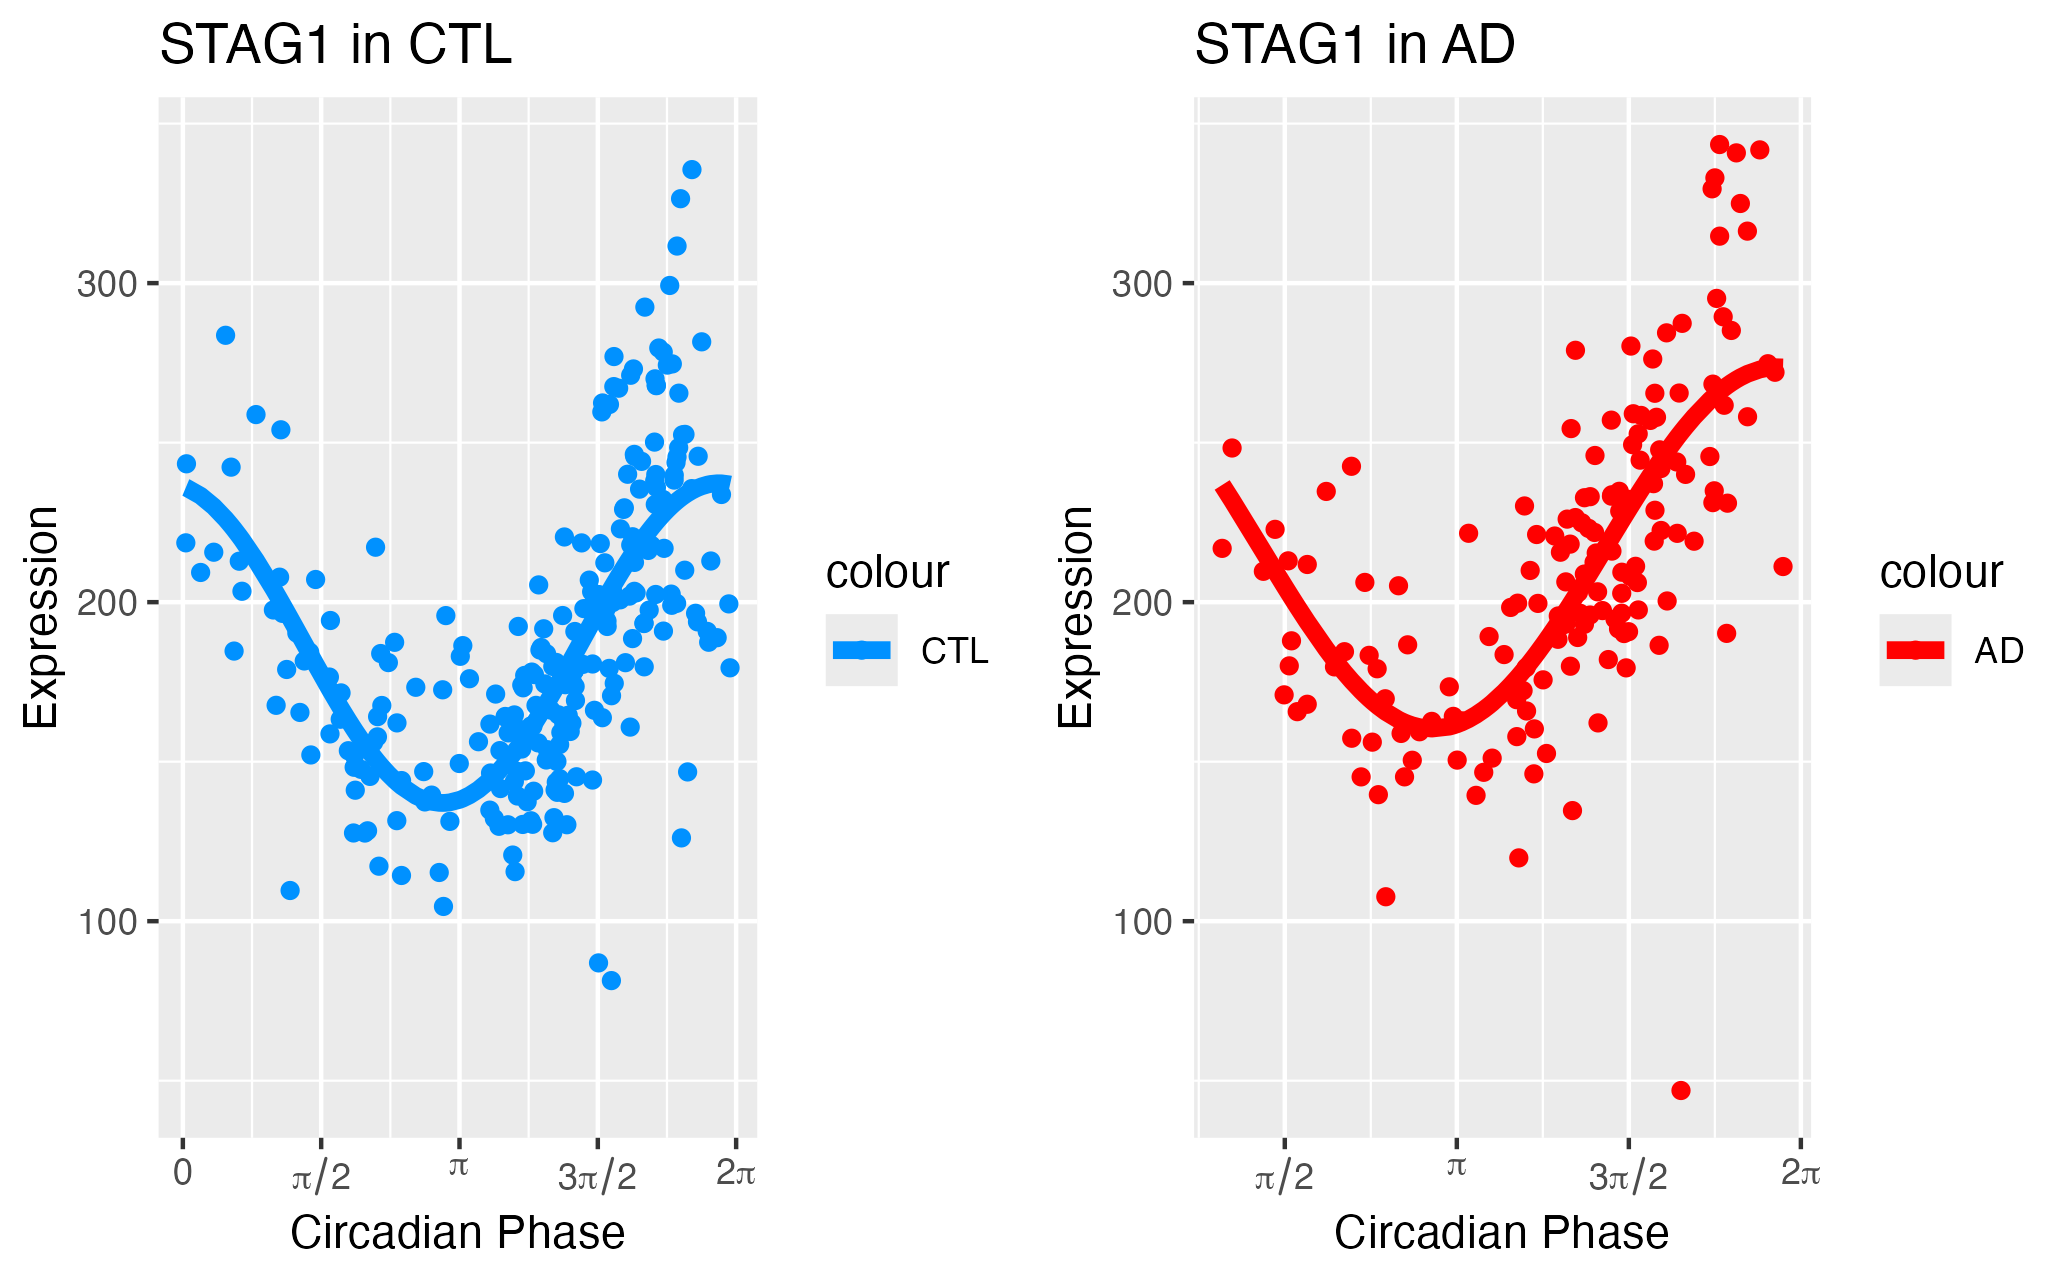 STAG1 in CTL
Expression
300
200
100
0 π/2 π 3π/2 2π
Circadian Phase
colour
CTL
STAG1 in AD
Expression
300
200
100
π/2 π 3π/2 2π
Circadian Phase
colour
AD